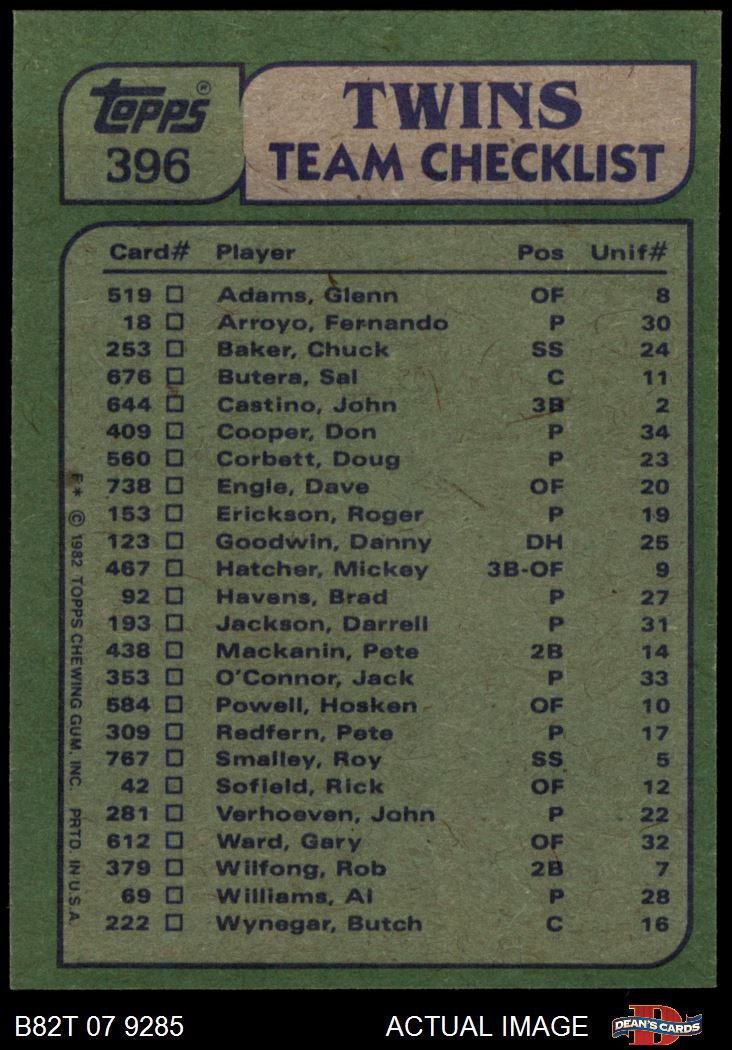 topps®
396
TWINS
TEAM CHECKLIST
Card# Player Pos Unif#
519 □ Adams, Glenn OF 8
18 □ Arroyo, Fernando P 30
253 □ Baker, Chuck SS 24
676 □ Butera, Sal C 11
644 □ Castino, John 3B 2
409 □ Cooper, Don P 34
560 □ Corbett, Doug P 23
738 □ Engle, Dave OF 20
153 □ Erickson, Roger P 19
123 □ Goodwin, Danny DH 25
467 □ Hatcher, Mickey 3B-OF 9
92 □ Havens, Brad P 27
193 □ Jackson, Darrell P 31
438 □ Mackanin, Pete 2B 14
353 □ O'Connor, Jack P 33
584 □ Powell, Hosken OF 10
309 □ Redfern, Pete P 17
767 □ Smalley, Roy SS 5
42 □ Sofield, Rick OF 12
281 □ Verhoeven, John P 22
612 □ Ward, Gary OF 32
379 □ Wilfong, Rob 2B 7
69 □ Williams, Al P 28
222 □ Wynegar, Butch C 16
F* © 1982 TOPPS CHEWING GUM, INC. PRTD. IN U.S.A.
B82T 07 9285 ACTUAL IMAGE
D
DEAN'S CARDS